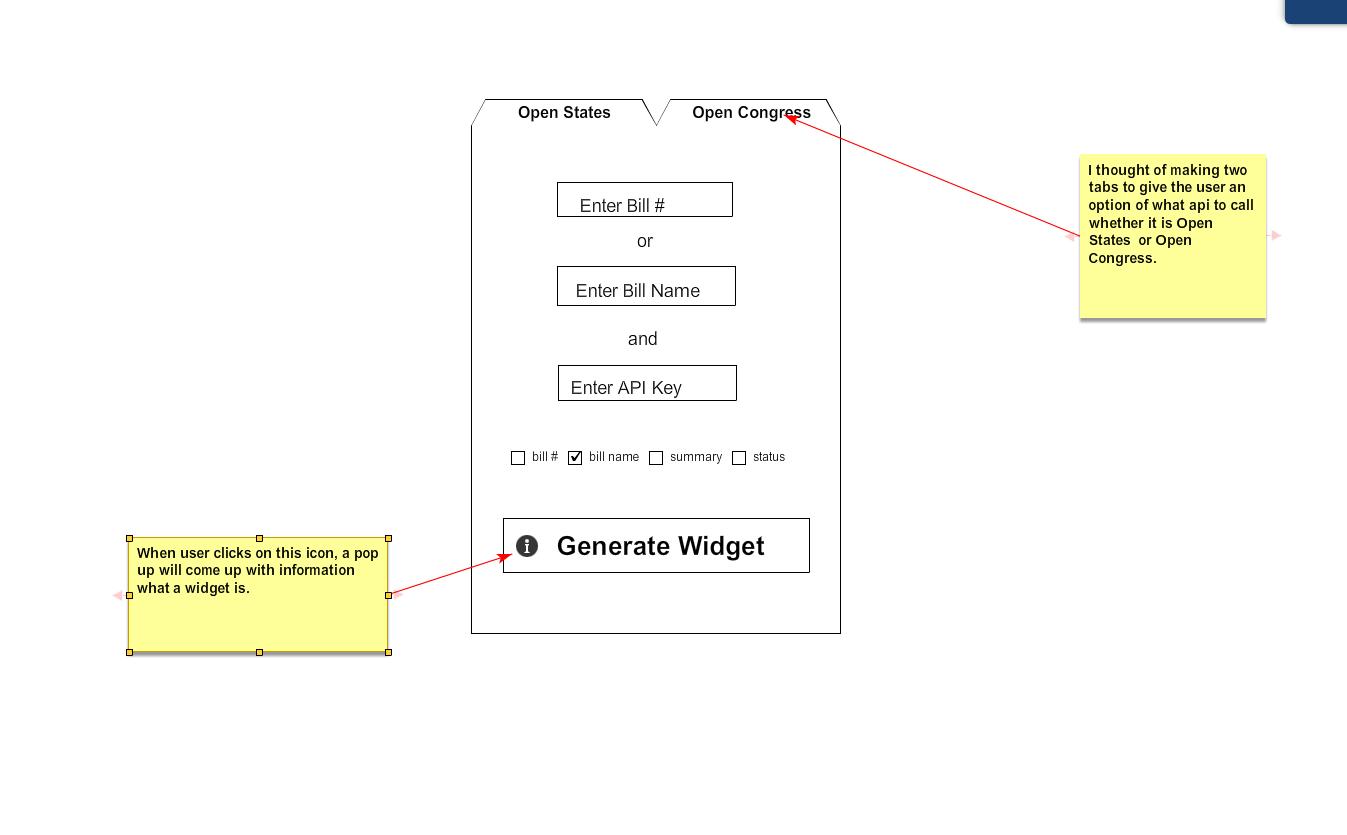 Open States
Open Congress
I thought of making two
tabs to give the user an
option of what api to call
whether it is Open
States  or Open
Congress.
Enter Bill #
or
Enter Bill Name
and
Enter API Key
bill # bill name summary status
Generate Widget
When user clicks on this icon, a pop
up will come up with information
what a widget is.